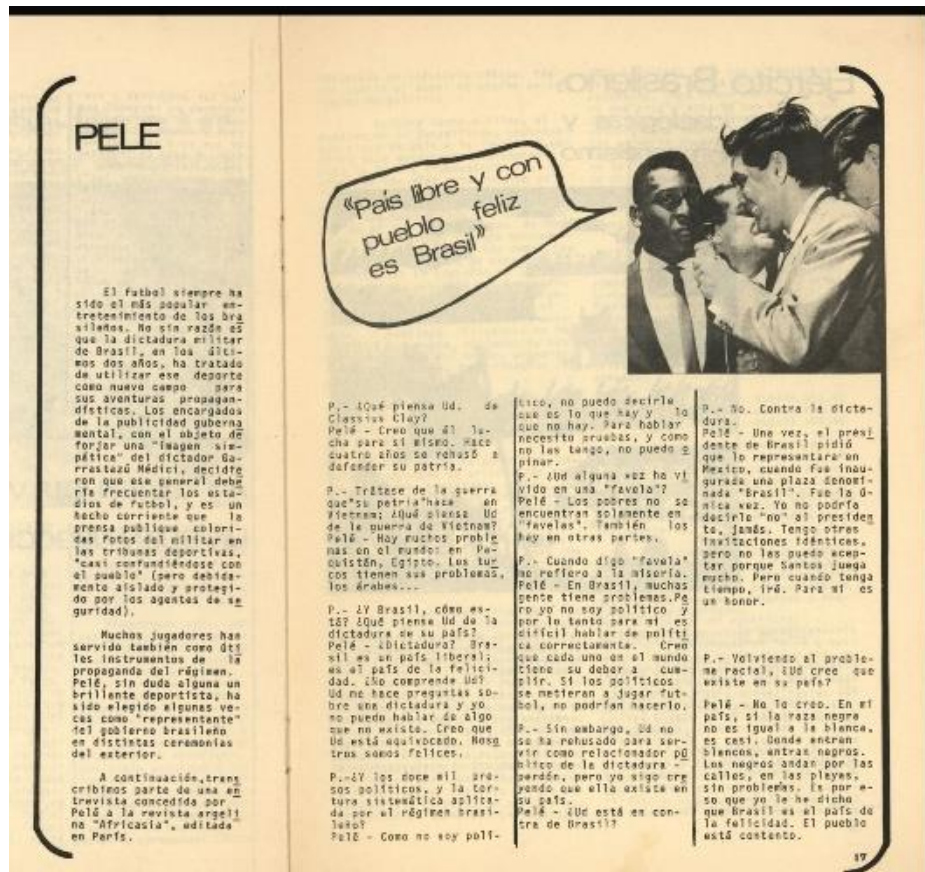 PELE
El futbol siempre ha
sido el más popular en-
tretenimiento de los bra
sileños. No sin razón es
que la dictadura militar
de Brasil, en los últi-
mos dos años, ha tratado
de utilizar ese deporte
como nuevo campo para
sus aventuras propagan-
dísticas. Los encargados
de la publicidad guberna
mental, con el objeto de
forjar una "imagen sim-
pática" del dictador Ga-
rrastazú Médici, decidie
ron que ese general debe
ría frecuentar los esta-
dios de futbol, y es un
hecho corriente que la
prensa publique colori-
das fotos del militar en
las tribunas deportivas,
"casi confundiéndose con
el pueblo" (pero debida-
mente aislado y protegi-
do por los agentes de se
guridad).
Muchos jugadores han
servido también como úti
les instrumentos de la
propaganda del régimen.
Pelé, sin duda alguna un
brillante deportista, ha
sido elegido algunas ve-
ces como "representante"
del gobierno brasileño
en distintas ceremonias
del exterior.
A continuación, trans
cribimos parte de una en
trevista concedida por
Pelé a la revista argeli
na "Africasia", editada
en París.
«País libre y con
pueblo feliz
es Brasil»
P.- ¿Qué piensa Ud. de
Classius Clay?
Pelé - Creo que él lu-
cha para si mismo. Hace
cuatro años se rehusó a
defender su patria.
P.- Trátase de la guerra
que "su patria" hace en
Vietnam; ¿Qué piensa Ud
de la guerra de Vietnam?
Pelé - Hay muchos proble
mas en el mundo: en Pa-
quistán, Egipto. Los tur
cos tienen sus problemas,
los árabes...
P.- ¿Y Brasil, cómo es-
tá? ¿Qué piensa Ud de la
dictadura de su país?
Pelé - ¿Dictadura? Bra-
sil es un país liberal;
es el país de la felici-
dad. ¿No comprende Ud?
Ud me hace preguntas so-
bre una dictadura y yo
no puedo hablar de algo
que no existe. Creo que
Ud está equivocado. Noso
tros somos felices.
P.-¿Y los doce mil pre-
sos políticos, y la tor-
tura sistemática aplica-
da por el régimen brasi-
leño?
Pelé - Como no soy polí-
tico, no puedo decirle
que es lo que hay y lo
que no hay. Para hablar
necesito pruebas, y como
no las tengo, no puedo o
pinar.
P.- ¿Ud alguna vez ha vi
vido en una "favela"?
Pelé - Los pobres no se
encuentran solamente en
"favelas". También los
hay en otras partes.
P.- Cuando digo "favela"
me refiero a la miseria.
Pelé - En Brasil, muchas
gente tiene problemas.Pe
ro yo no soy político y
por lo tanto para mi es
difícil hablar de políti
ca correctamente. Creo
que cada uno en el mundo
tiene su deber a cum-
plir. Si los políticos
se metieran a jugar fut-
bol, no podrían hacerlo.
P.- Sin embargo, Ud no
se ha rehusado para ser-
vir como relacionador pú
blico de la dictadura -
perdón, pero yo sigo cre
yendo que ella existe en
su país.
Pelé - ¿Ud está en con-
tra de Brasil?
P.- No. Contra la dicta-
dura.
Pelé - Una vez, el presi
dente de Brasil pidió
que lo representara en
Mexico, cuando fue inau-
gurada una plaza denomi-
nada "Brasil". Fue la ú-
nica vez. Yo no podría
decirle "no" al presiden
te, jamás. Tengo otras
invitaciones idénticas,
pero no las puedo acep-
tar porque Santos juega
mucho. Pero cuando tenga
tiempo, iré. Para mi es
un honor.
P.- Volviendo al proble-
ma racial, ¿Ud cree que
existe en su país?
Pelé - No lo creo. En mi
país, si la raza negra
no es igual a la blanca,
es casi. Donde entran
blancos, entran negros.
Los negros andan por las
calles, en las playas,
sin problemas. Es por e-
so que yo le he dicho
que Brasil es el país de
la felicidad. El pueblo
está contento.
17